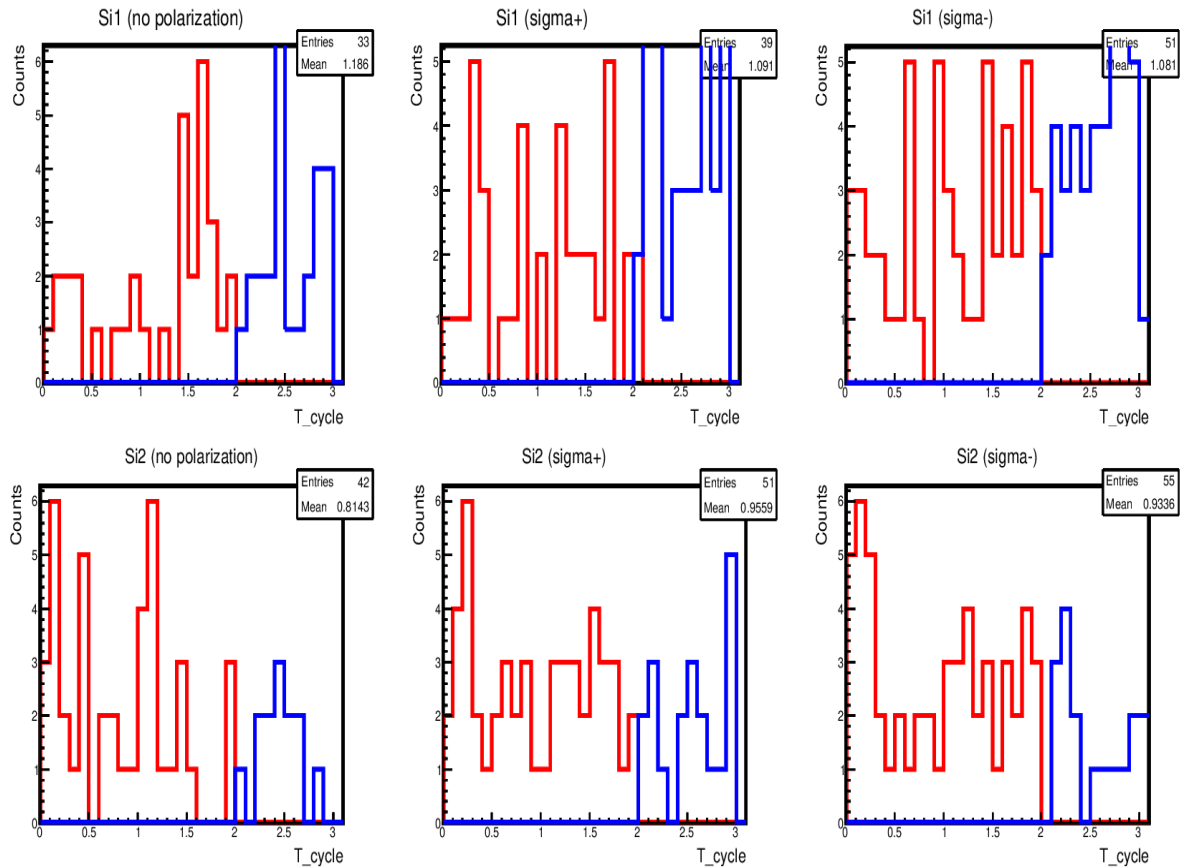 Si1 (no polarization)
Entries 33
Mean 1.186
Counts
6
5
4
3
2
1
0
0 0.5 1 1.5 2 2.5 3
T_cycle
Si1 (sigma+)
Entries 39
Mean 1.091
Counts
5
4
3
2
1
0
0 0.5 1 1.5 2 2.5 3
T_cycle
Si1 (sigma-)
Entries 51
Mean 1.081
Counts
5
4
3
2
1
0
0 0.5 1 1.5 2 2.5 3
T_cycle
Si2 (no polarization)
Entries 42
Mean 0.8143
Counts
6
5
4
3
2
1
0
0 0.5 1 1.5 2 2.5 3
T_cycle
Si2 (sigma+)
Entries 51
Mean 0.9559
Counts
6
5
4
3
2
1
0
0 0.5 1 1.5 2 2.5 3
T_cycle
Si2 (sigma-)
Entries 55
Mean 0.9336
Counts
6
5
4
3
2
1
0
0 0.5 1 1.5 2 2.5 3
T_cycle